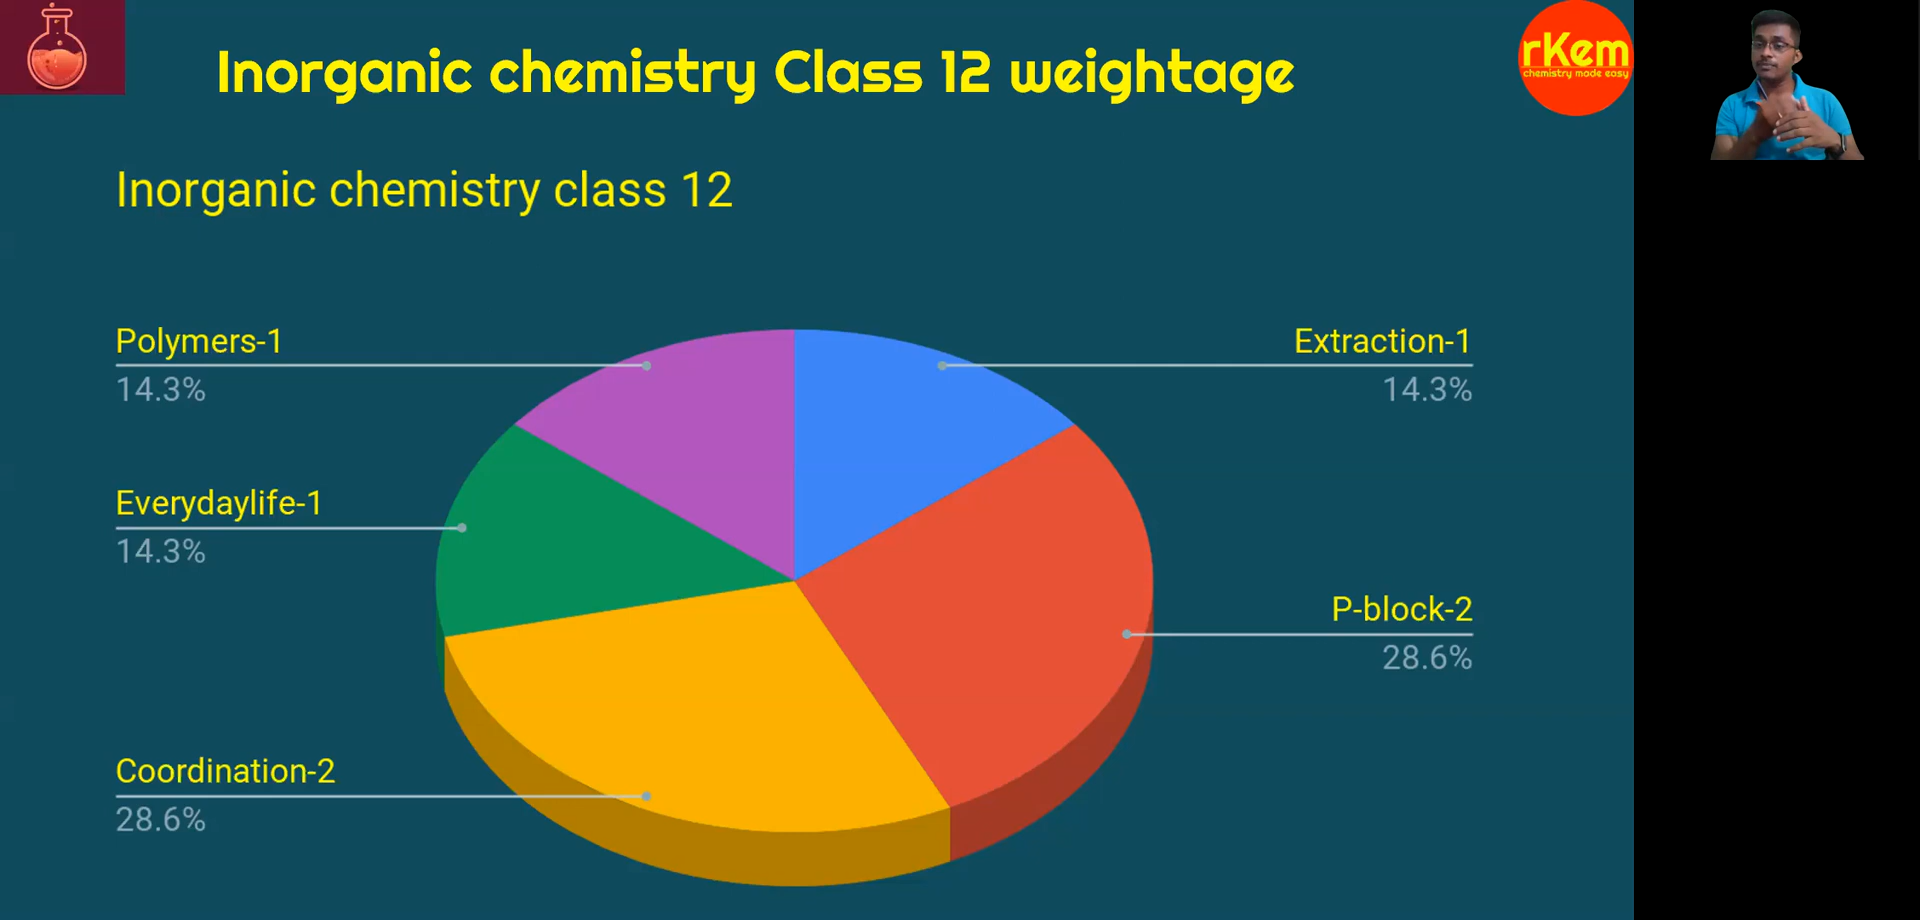 Inorganic chemistry Class 12 weightage
rKem
chemistry made easy
Inorganic chemistry class 12
Polymers-1
14.3%
Extraction-1
14.3%
Everydaylife-1
14.3%
P-block-2
28.6%
Coordination-2
28.6%